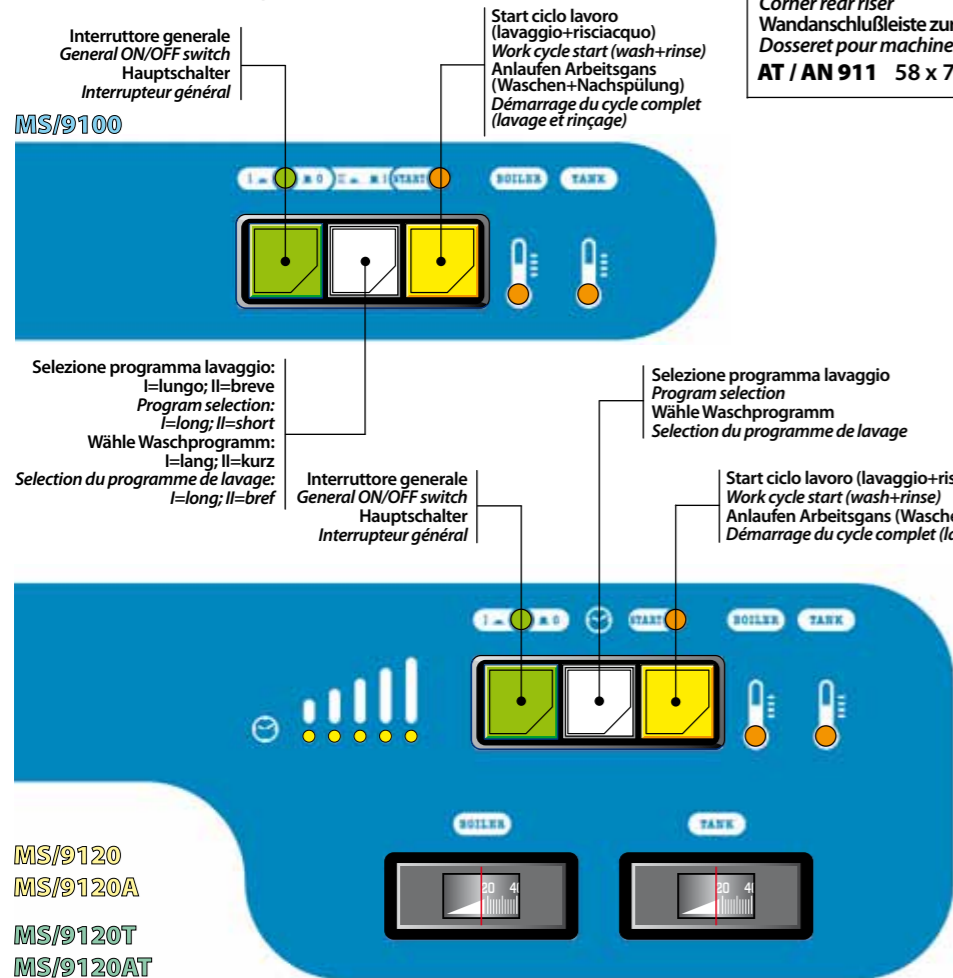 Corner rear riser
Wandanschlußleiste zur
Dosseret pour machine
AT / AN 911 58 x 7
Interruttore generale
General ON/OFF switch
Hauptschalter
Interrupteur général
Start ciclo lavoro
(lavaggio+risciacquo)
Work cycle start (wash+rinse)
Anlaufen Arbeitsgans
(Waschen+Nachspülung)
Démarrage du cycle complet
(lavage et rinçage)
MS/9100
I 0 II I START BOILER TANK
Selezione programma lavaggio:
I=lungo; II=breve
Program selection:
I=long; II=short
Wähle Waschprogramm:
I=lang; II=kurz
Selection du programme de lavage:
I=long; II=bref
Selezione programma lavaggio
Program selection
Wähle Waschprogramm
Selection du programme de lavage
Interruttore generale
General ON/OFF switch
Hauptschalter
Interrupteur général
Start ciclo lavoro (lavaggio+ris
Work cycle start (wash+rinse)
Anlaufen Arbeitsgans (Wasche
Démarrage du cycle complet (la
I 0 START BOILER TANK
BOILER TANK
20 4 20 4
MS/9120
MS/9120A
MS/9120T
MS/9120AT